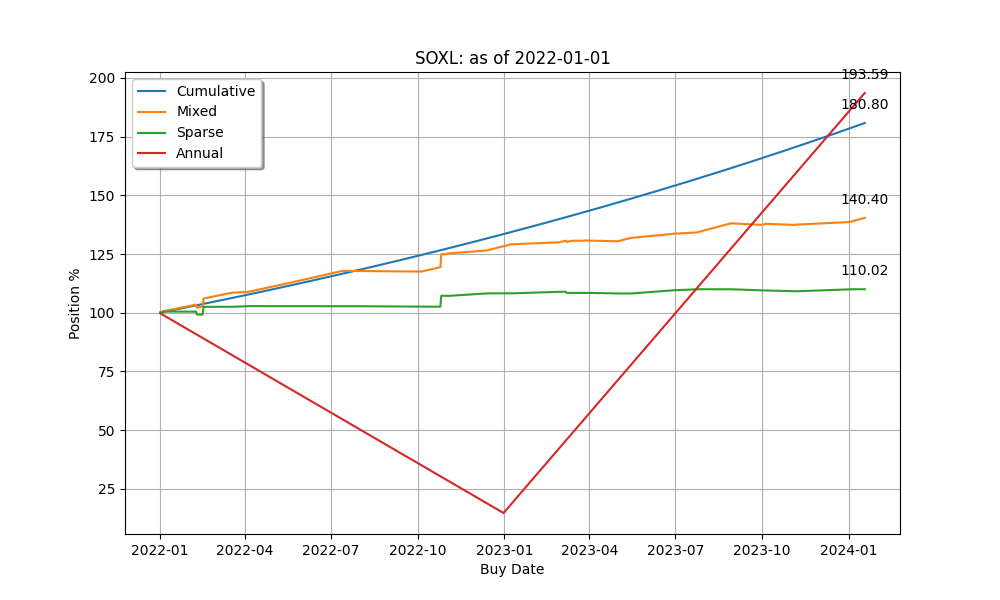 SOXL: as of 2022-01-01
Cumulative
Mixed
Sparse
Annual
193.59
180.80
140.40
110.02
200
175
150
125
100
75
50
25
Position %
2022-01 2022-04 2022-07 2022-10 2023-01 2023-04 2023-07 2023-10 2024-01
Buy Date